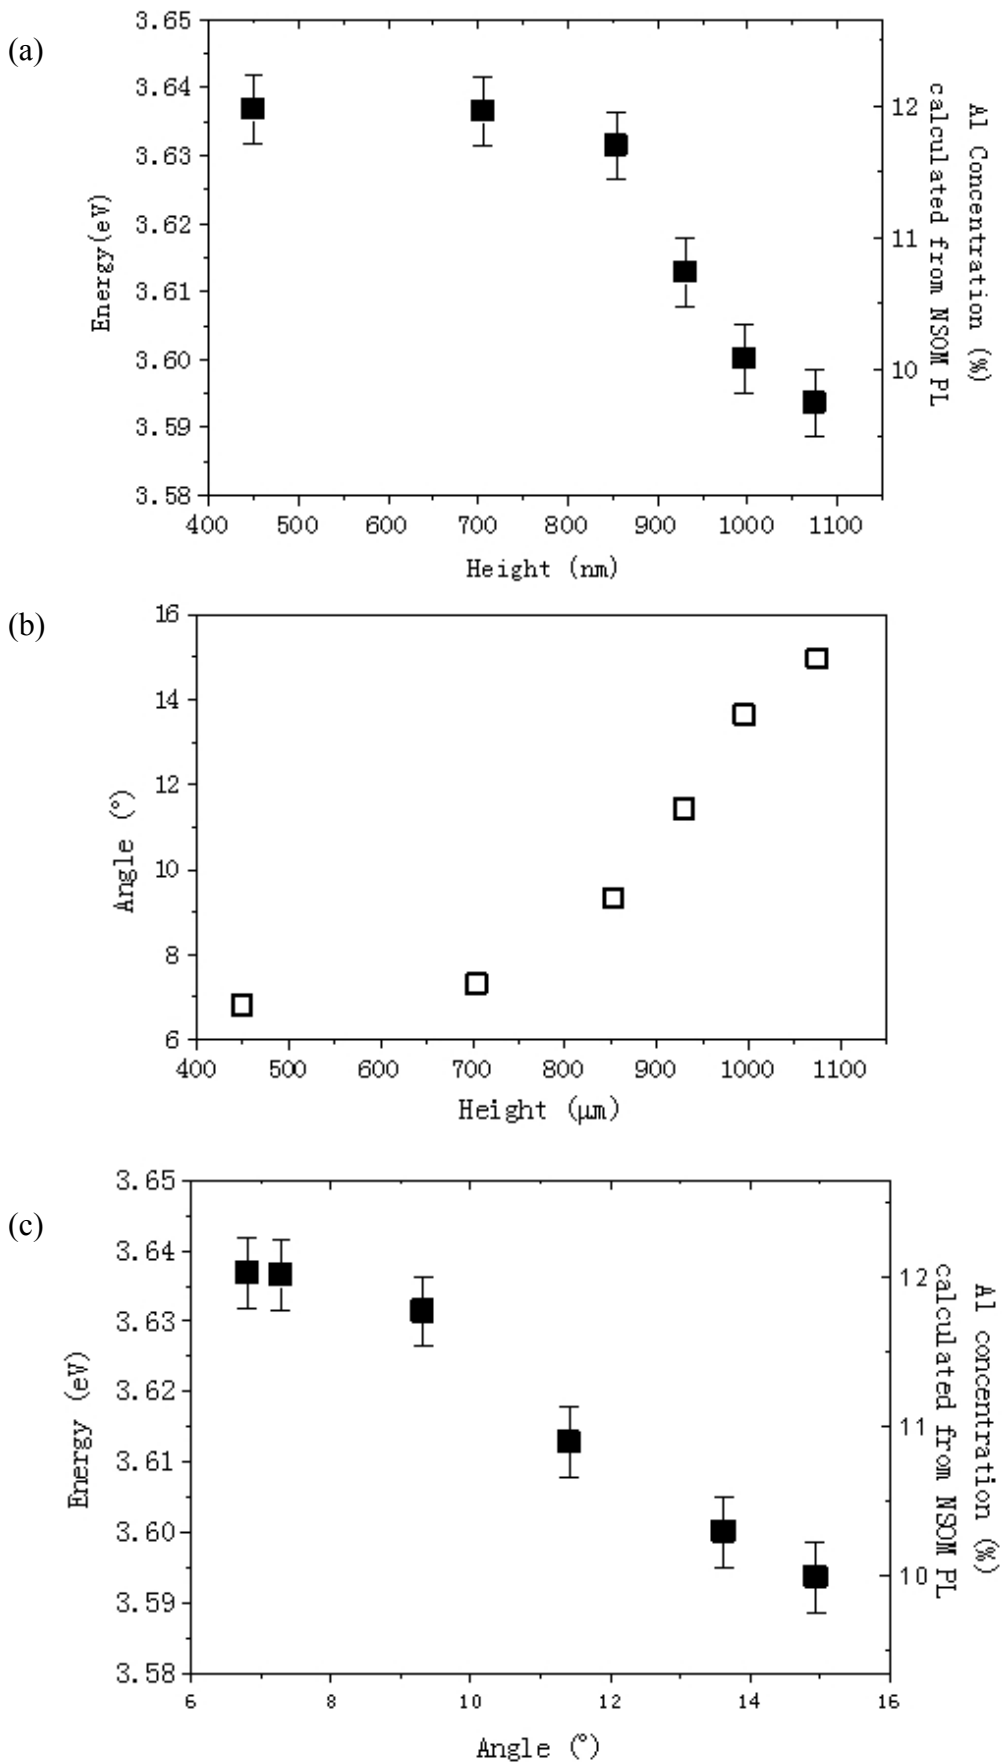 (a)
3.65
3.64
3.63
3.62
3.61
3.60
3.59
3.58
Energy(eV)
12
11
10
calculated from NSOM PL
Al Concentration (%)
400 500 600 700 800 900 1000 1100
Height (nm)
(b)
16
14
12
10
8
6
Angle (°)
400 500 600 700 800 900 1000 1100
Height (μm)
(c)
3.65
3.64
3.63
3.62
3.61
3.60
3.59
3.58
Energy (eV)
12
11
10
calculated from NSOM PL
Al concentration (%)
6 8 10 12 14 16
Angle (°)